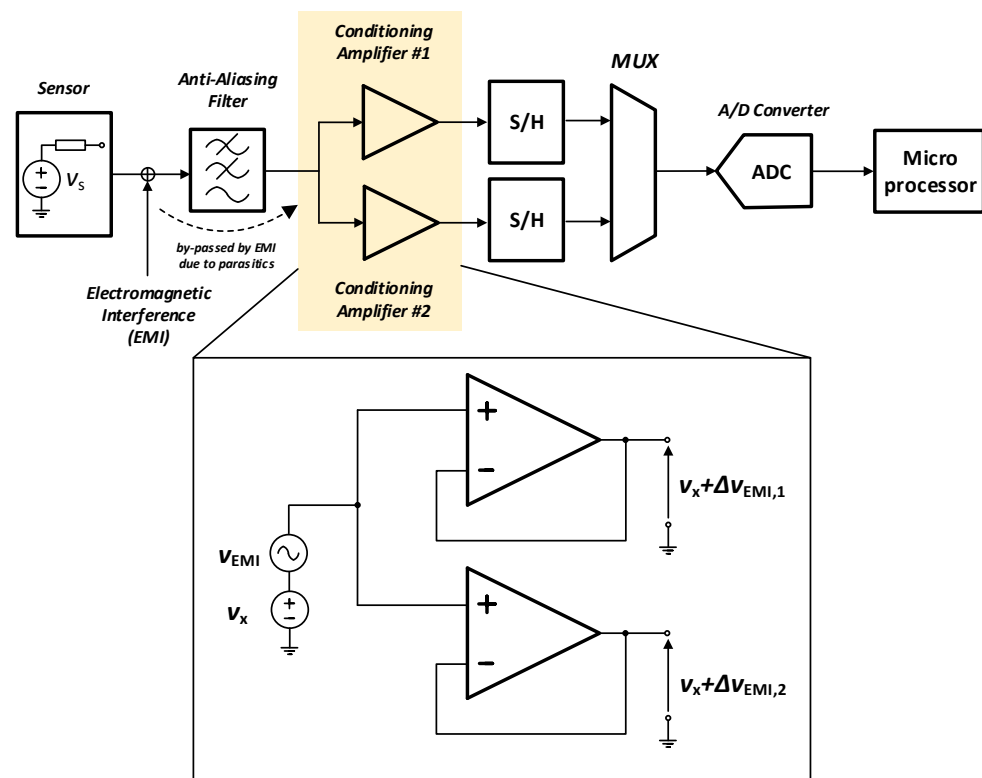 Conditioning
Amplifier #1
Sensor
Anti-Aliasing
Filter
MUX
A/D Converter
S/H
V_S
ADC
Micro
processor
S/H
by-passed by EMI
due to parasitics
Electromagnetic
Interference
(EMI)
Conditioning
Amplifier #2
+
−
v_x+Δv_EMI,1
v_EMI
v_x
+
−
v_x+Δv_EMI,2